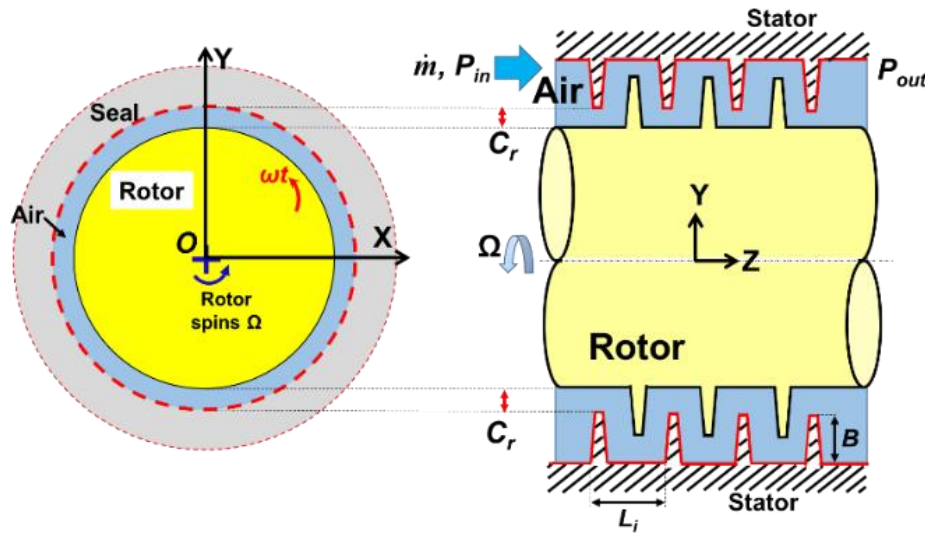 Y
Seal
Rotor
ωt
Air
O
X
Rotor
spins Ω
Stator
ṁ, P_in
Air
P_out
C_r
Y
Ω
Z
Rotor
C_r
B
Stator
L_i